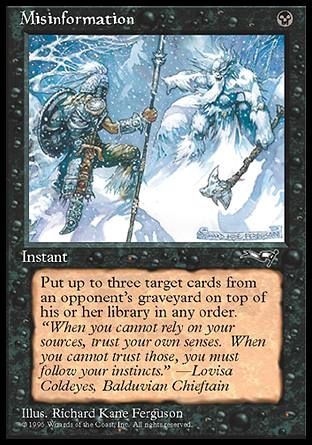 Misinformation
Instant
Put up to three target cards from
an opponent's graveyard on top of
his or her library in any order.
"When you cannot rely on your
sources, trust your own senses. When
you cannot trust those, you must
follow your instincts." —Lovisa
Coldeyes, Balduvian Chieftain
Illus. Richard Kane Ferguson
© 1996 Wizards of the Coast, Inc. All rights reserved.